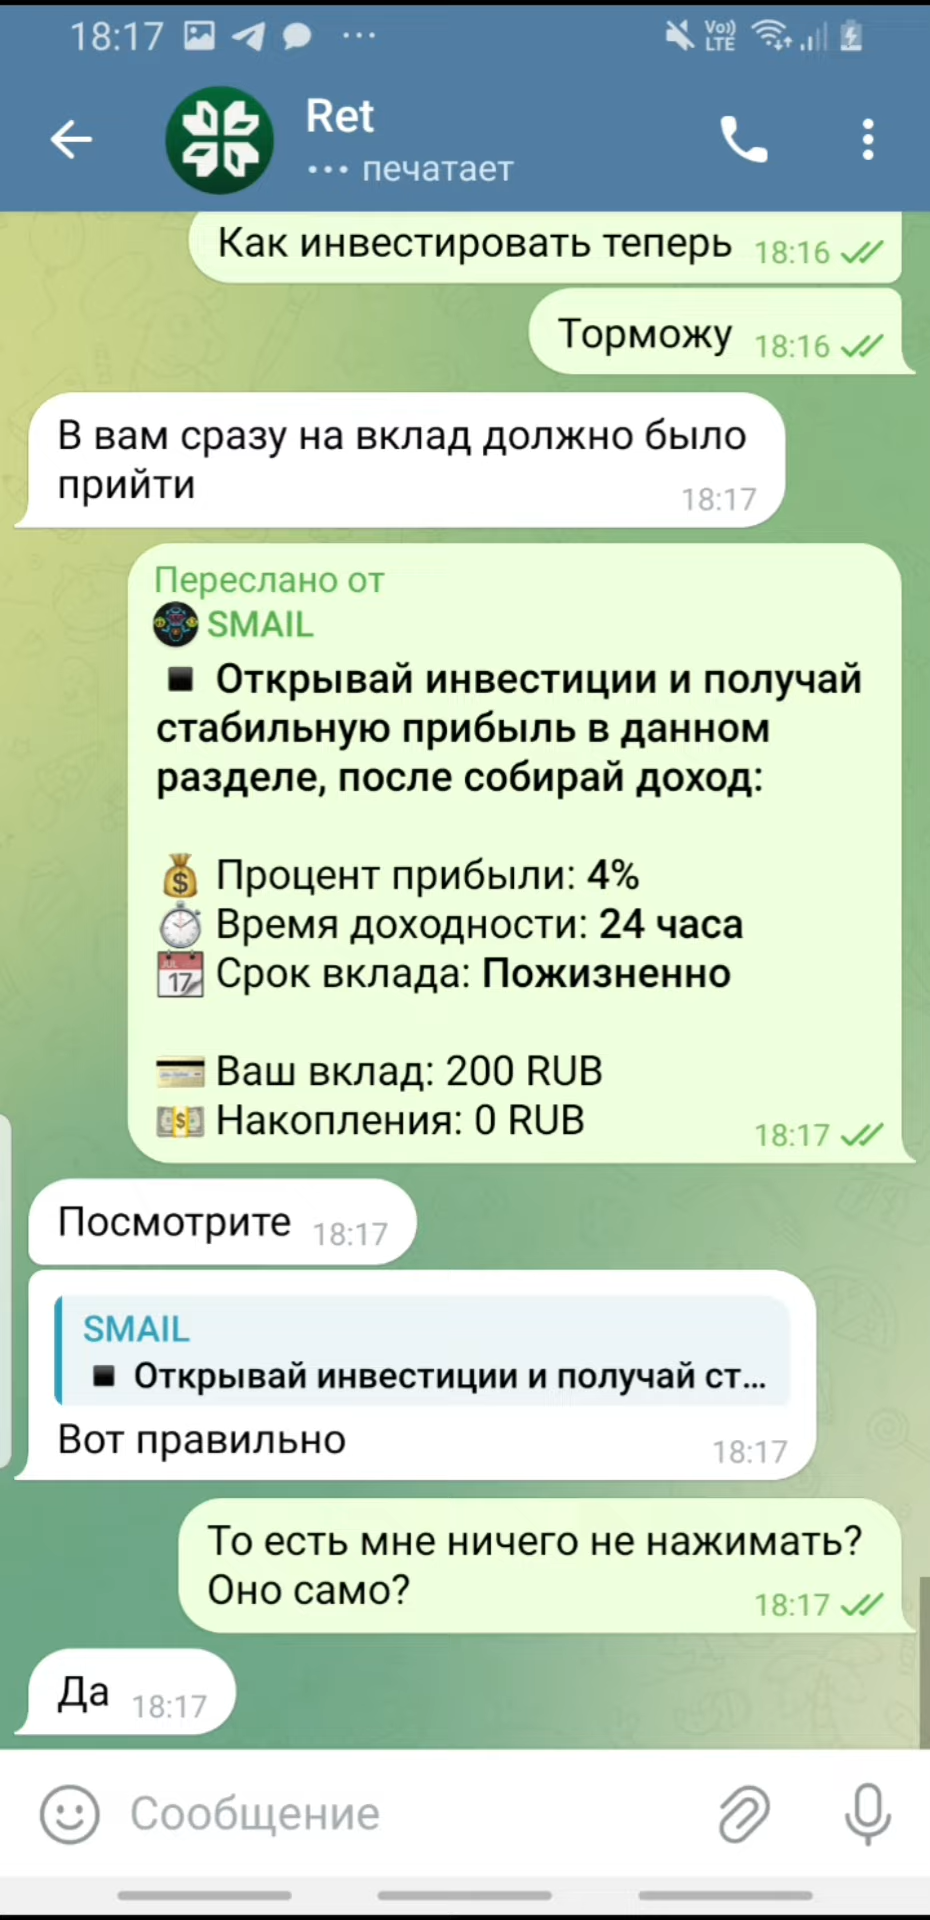 18:17
Vo)) LTE
Ret
печатает
Как инвестировать теперь 18:16
Торможу 18:16
В вам сразу на вклад должно было
прийти
18:17
Переслано от
SMAIL
Открывай инвестиции и получай
стабильную прибыль в данном
разделе, после собирай доход:
Процент прибыли: 4%
Время доходности: 24 часа
JUL 17 Срок вклада: Пожизненно
Ваш вклад: 200 RUB
Накопления: 0 RUB
18:17
Посмотрите 18:17
SMAIL
Открывай инвестиции и получай ст...
Вот правильно
18:17
То есть мне ничего не нажимать?
Оно само?
18:17
Да 18:17
Сообщение